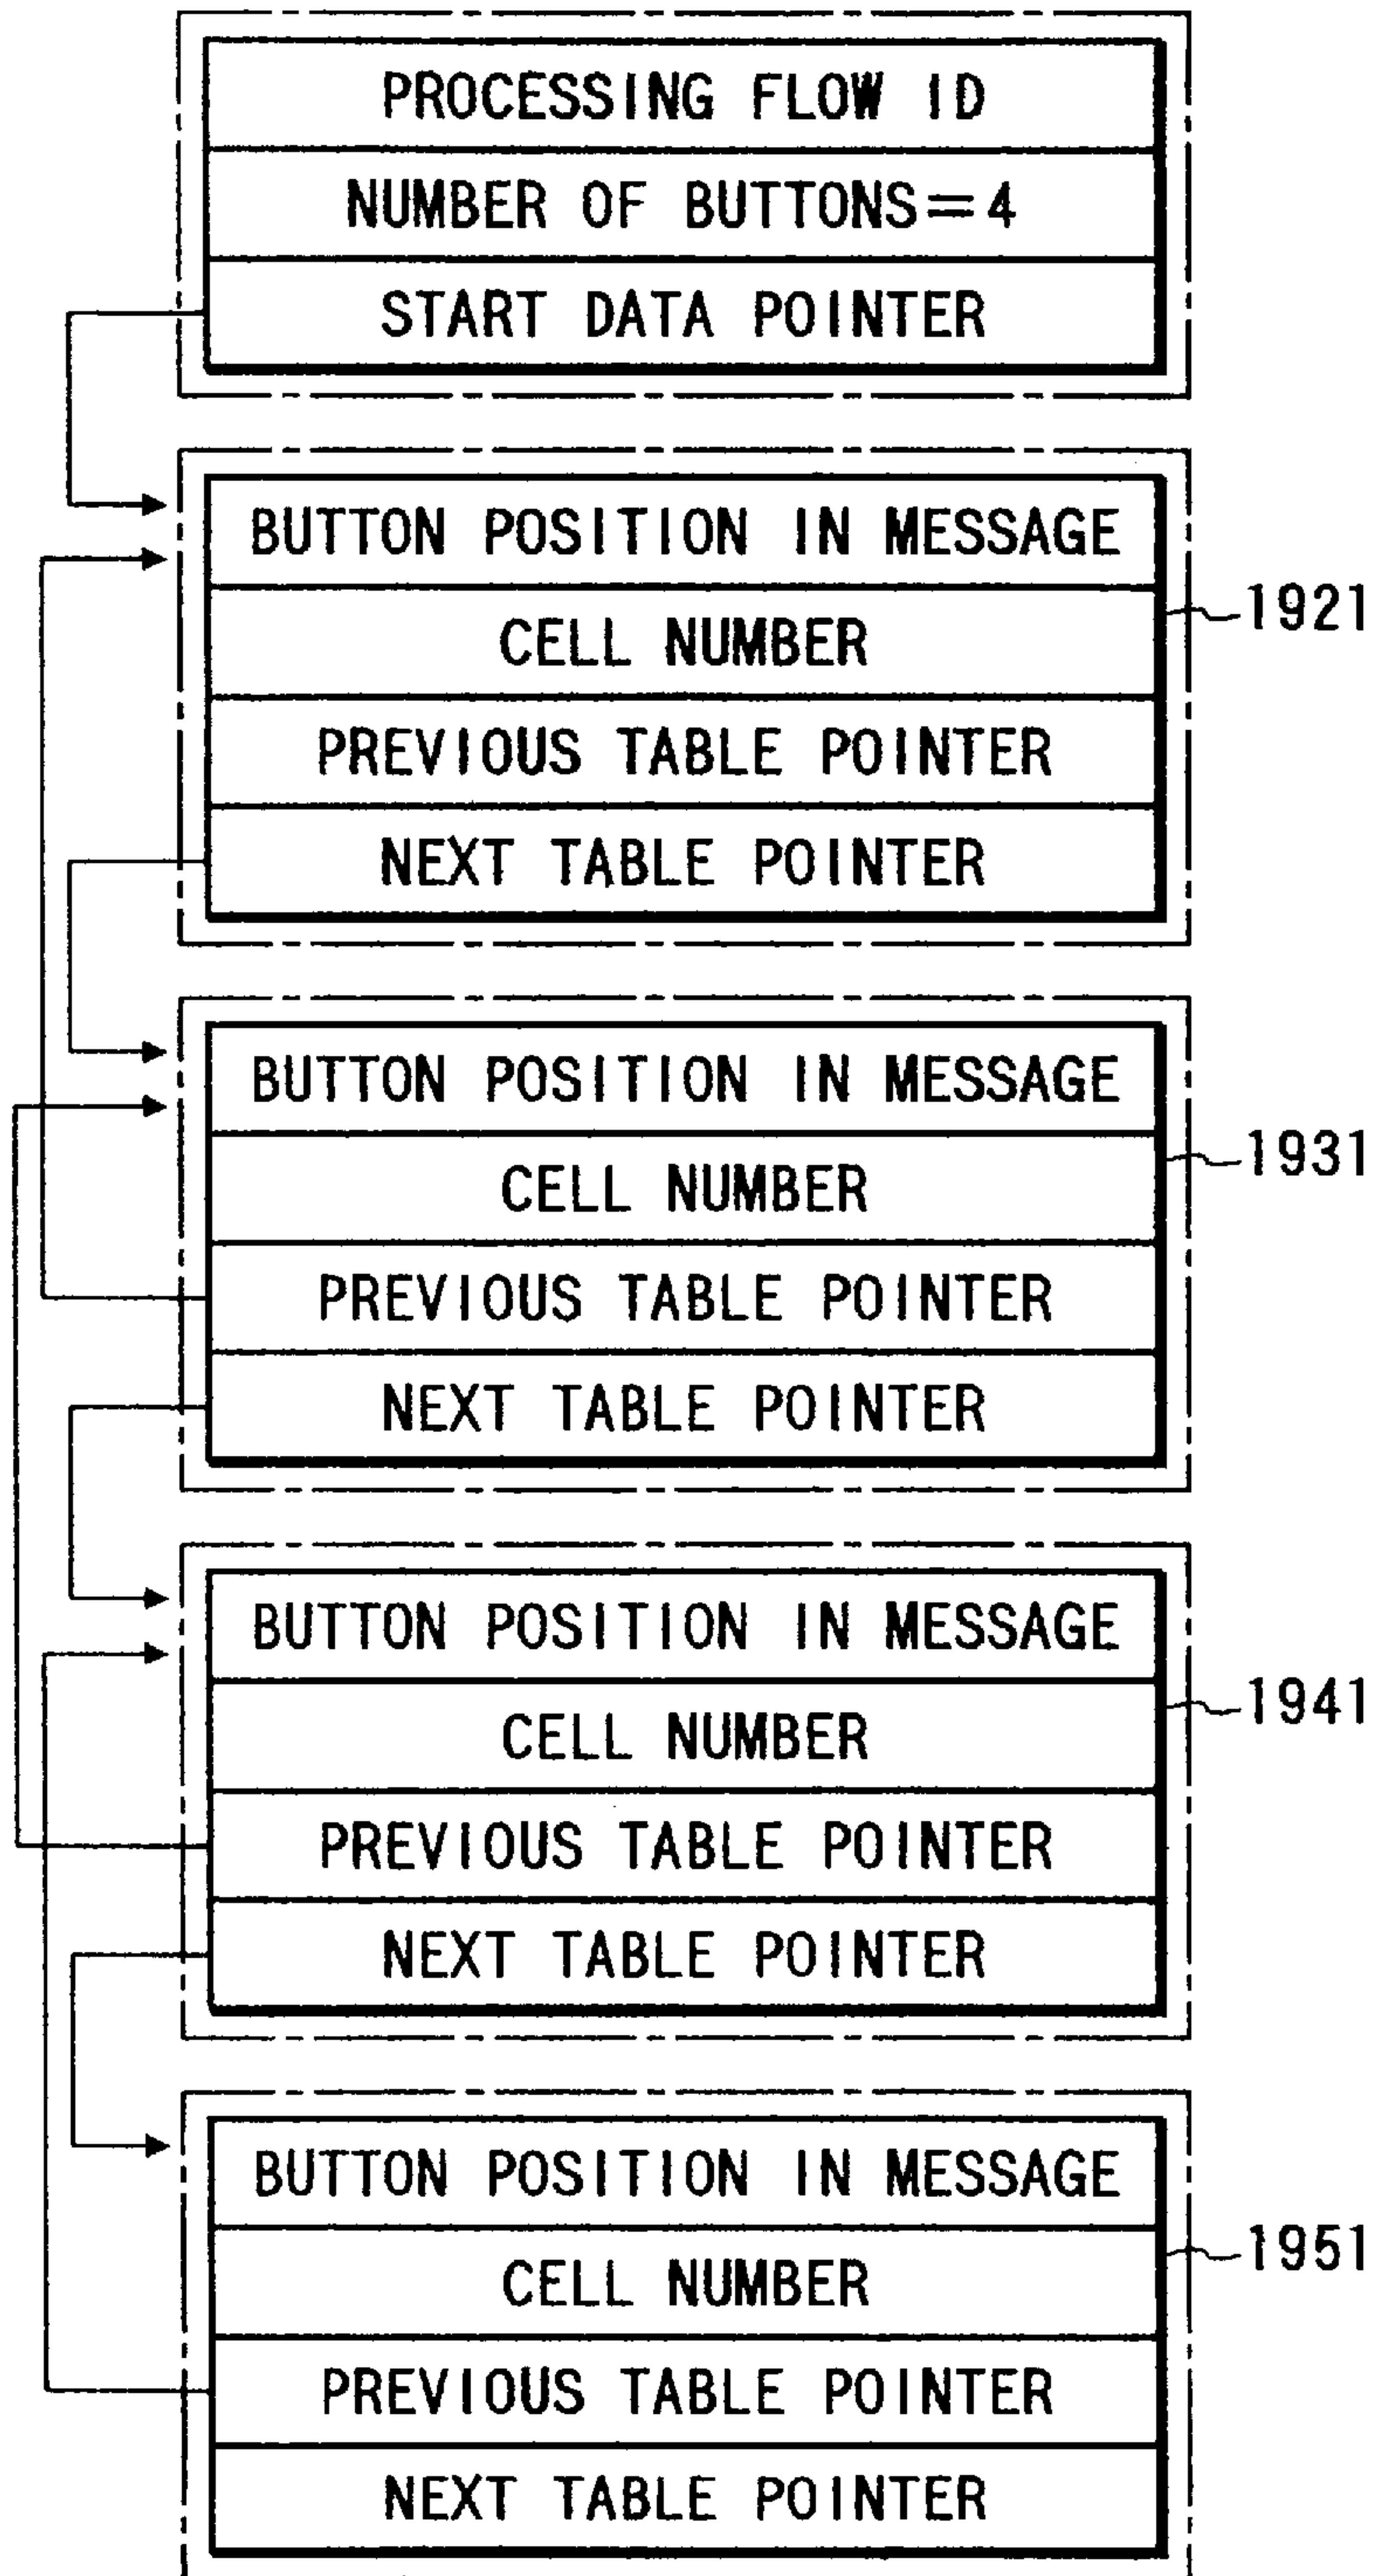 PROCESSING FLOW ID
NUMBER OF BUTTONS=4
START DATA POINTER
BUTTON POSITION IN MESSAGE
1921
CELL NUMBER
PREVIOUS TABLE POINTER
NEXT TABLE POINTER
BUTTON POSITION IN MESSAGE
1931
CELL NUMBER
PREVIOUS TABLE POINTER
NEXT TABLE POINTER
BUTTON POSITION IN MESSAGE
1941
CELL NUMBER
PREVIOUS TABLE POINTER
NEXT TABLE POINTER
BUTTON POSITION IN MESSAGE
1951
CELL NUMBER
PREVIOUS TABLE POINTER
NEXT TABLE POINTER